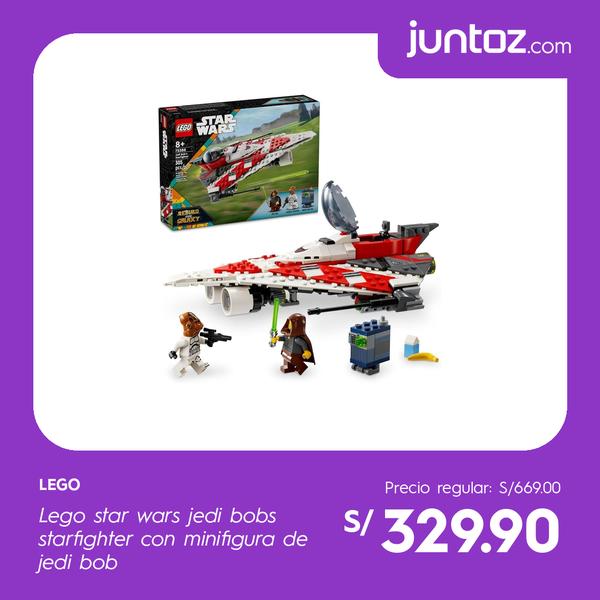 juntoz.com
LEGO
STAR
WARS
8+
75388
REBUILD
THE
GALAXY
LEGO
Lego star wars jedi bobs
starfighter con minifigura de
jedi bob
Precio regular: S/669.00
S/ 329.90